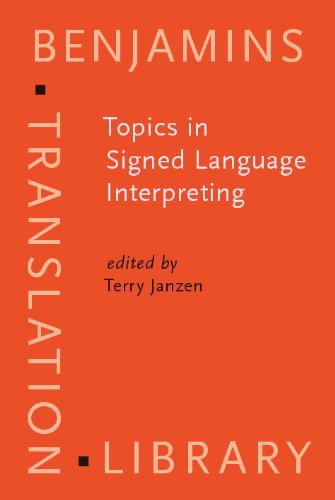 BENJAMINS
TRANSLATION
LIBRARY
Topics in
Signed Language
Interpreting
edited by
Terry Janzen